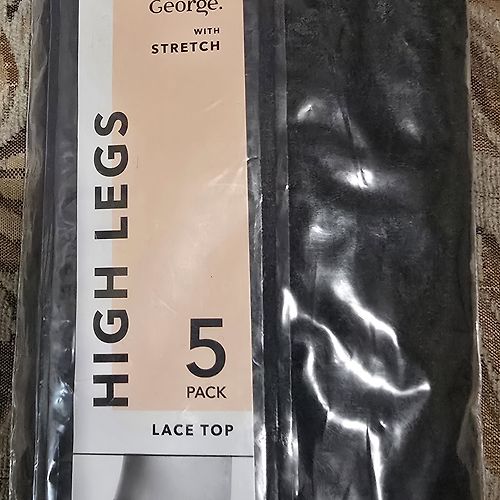 George.
WITH
STRETCH
HIGH LEGS
5
PACK
LACE TOP